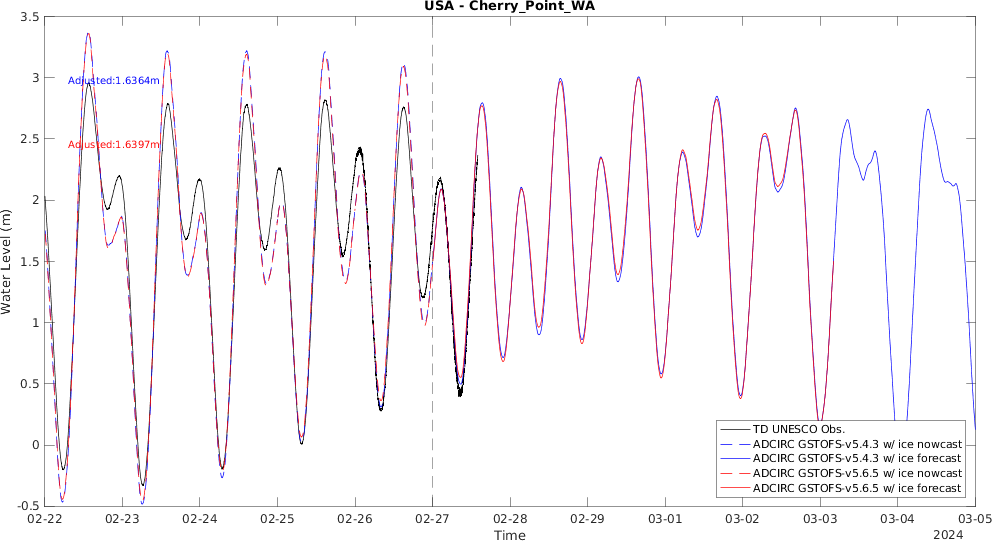 USA - Cherry_Point_WA
3.5
3
2.5
2
1.5
1
0.5
0
-0.5
Water Level (m)
Adjusted:1.6364m
Adjusted:1.6397m
TD UNESCO Obs.
ADCIRC GSTOFS-v5.4.3 w/ ice nowcast
ADCIRC GSTOFS-v5.4.3 w/ ice forecast
ADCIRC GSTOFS-v5.6.5 w/ ice nowcast
ADCIRC GSTOFS-v5.6.5 w/ ice forecast
02-22 02-23 02-24 02-25 02-26 02-27 02-28 02-29 03-01 03-02 03-03 03-04 03-05
Time
2024